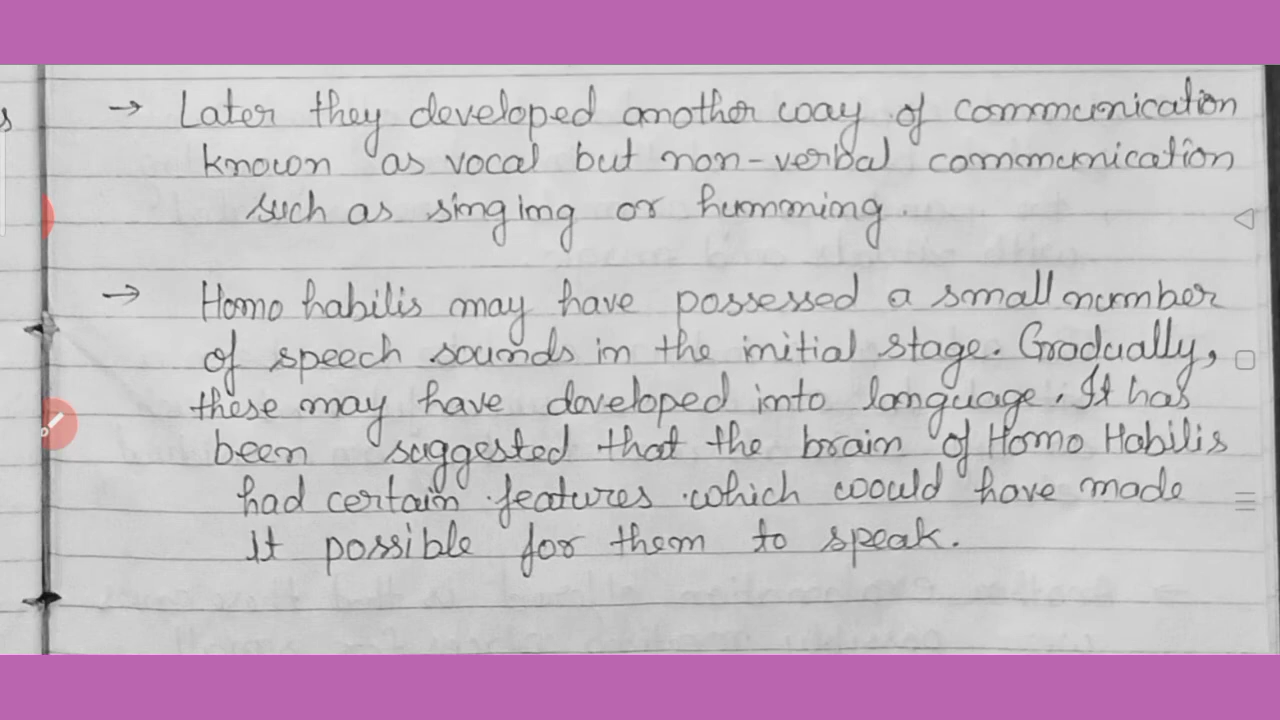 s
→ Later they developed another way of communication
known as vocal but non-verbal communication
such as singing or humming.
→ Homo habilis may have possessed a small number
of speech sounds in the initial stage. Gradually,
these may have developed into language. It has
been suggested that the brain of Homo Habilis
had certain features which would have made
it possible for them to speak.